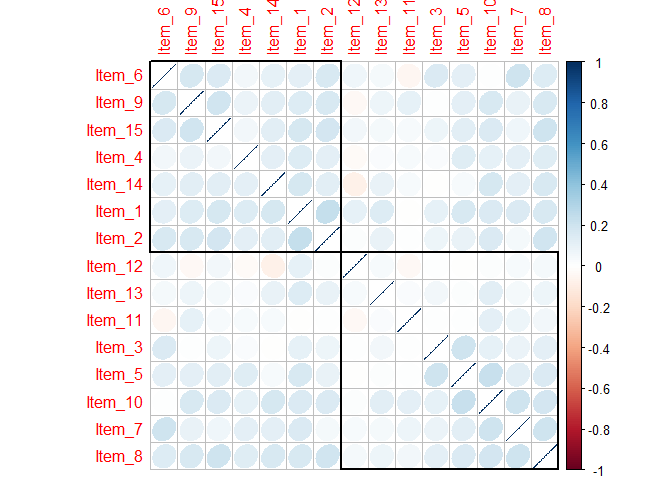 Item_6
Item_9
Item_15
Item_4
Item_14
Item_1
Item_2
Item_12
Item_13
Item_11
Item_3
Item_5
Item_10
Item_7
Item_8
Item_6
Item_9
Item_15
Item_4
Item_14
Item_1
Item_2
Item_12
Item_13
Item_11
Item_3
Item_5
Item_10
Item_7
Item_8
1
0.8
0.6
0.4
0.2
0
-0.2
-0.4
-0.6
-0.8
-1